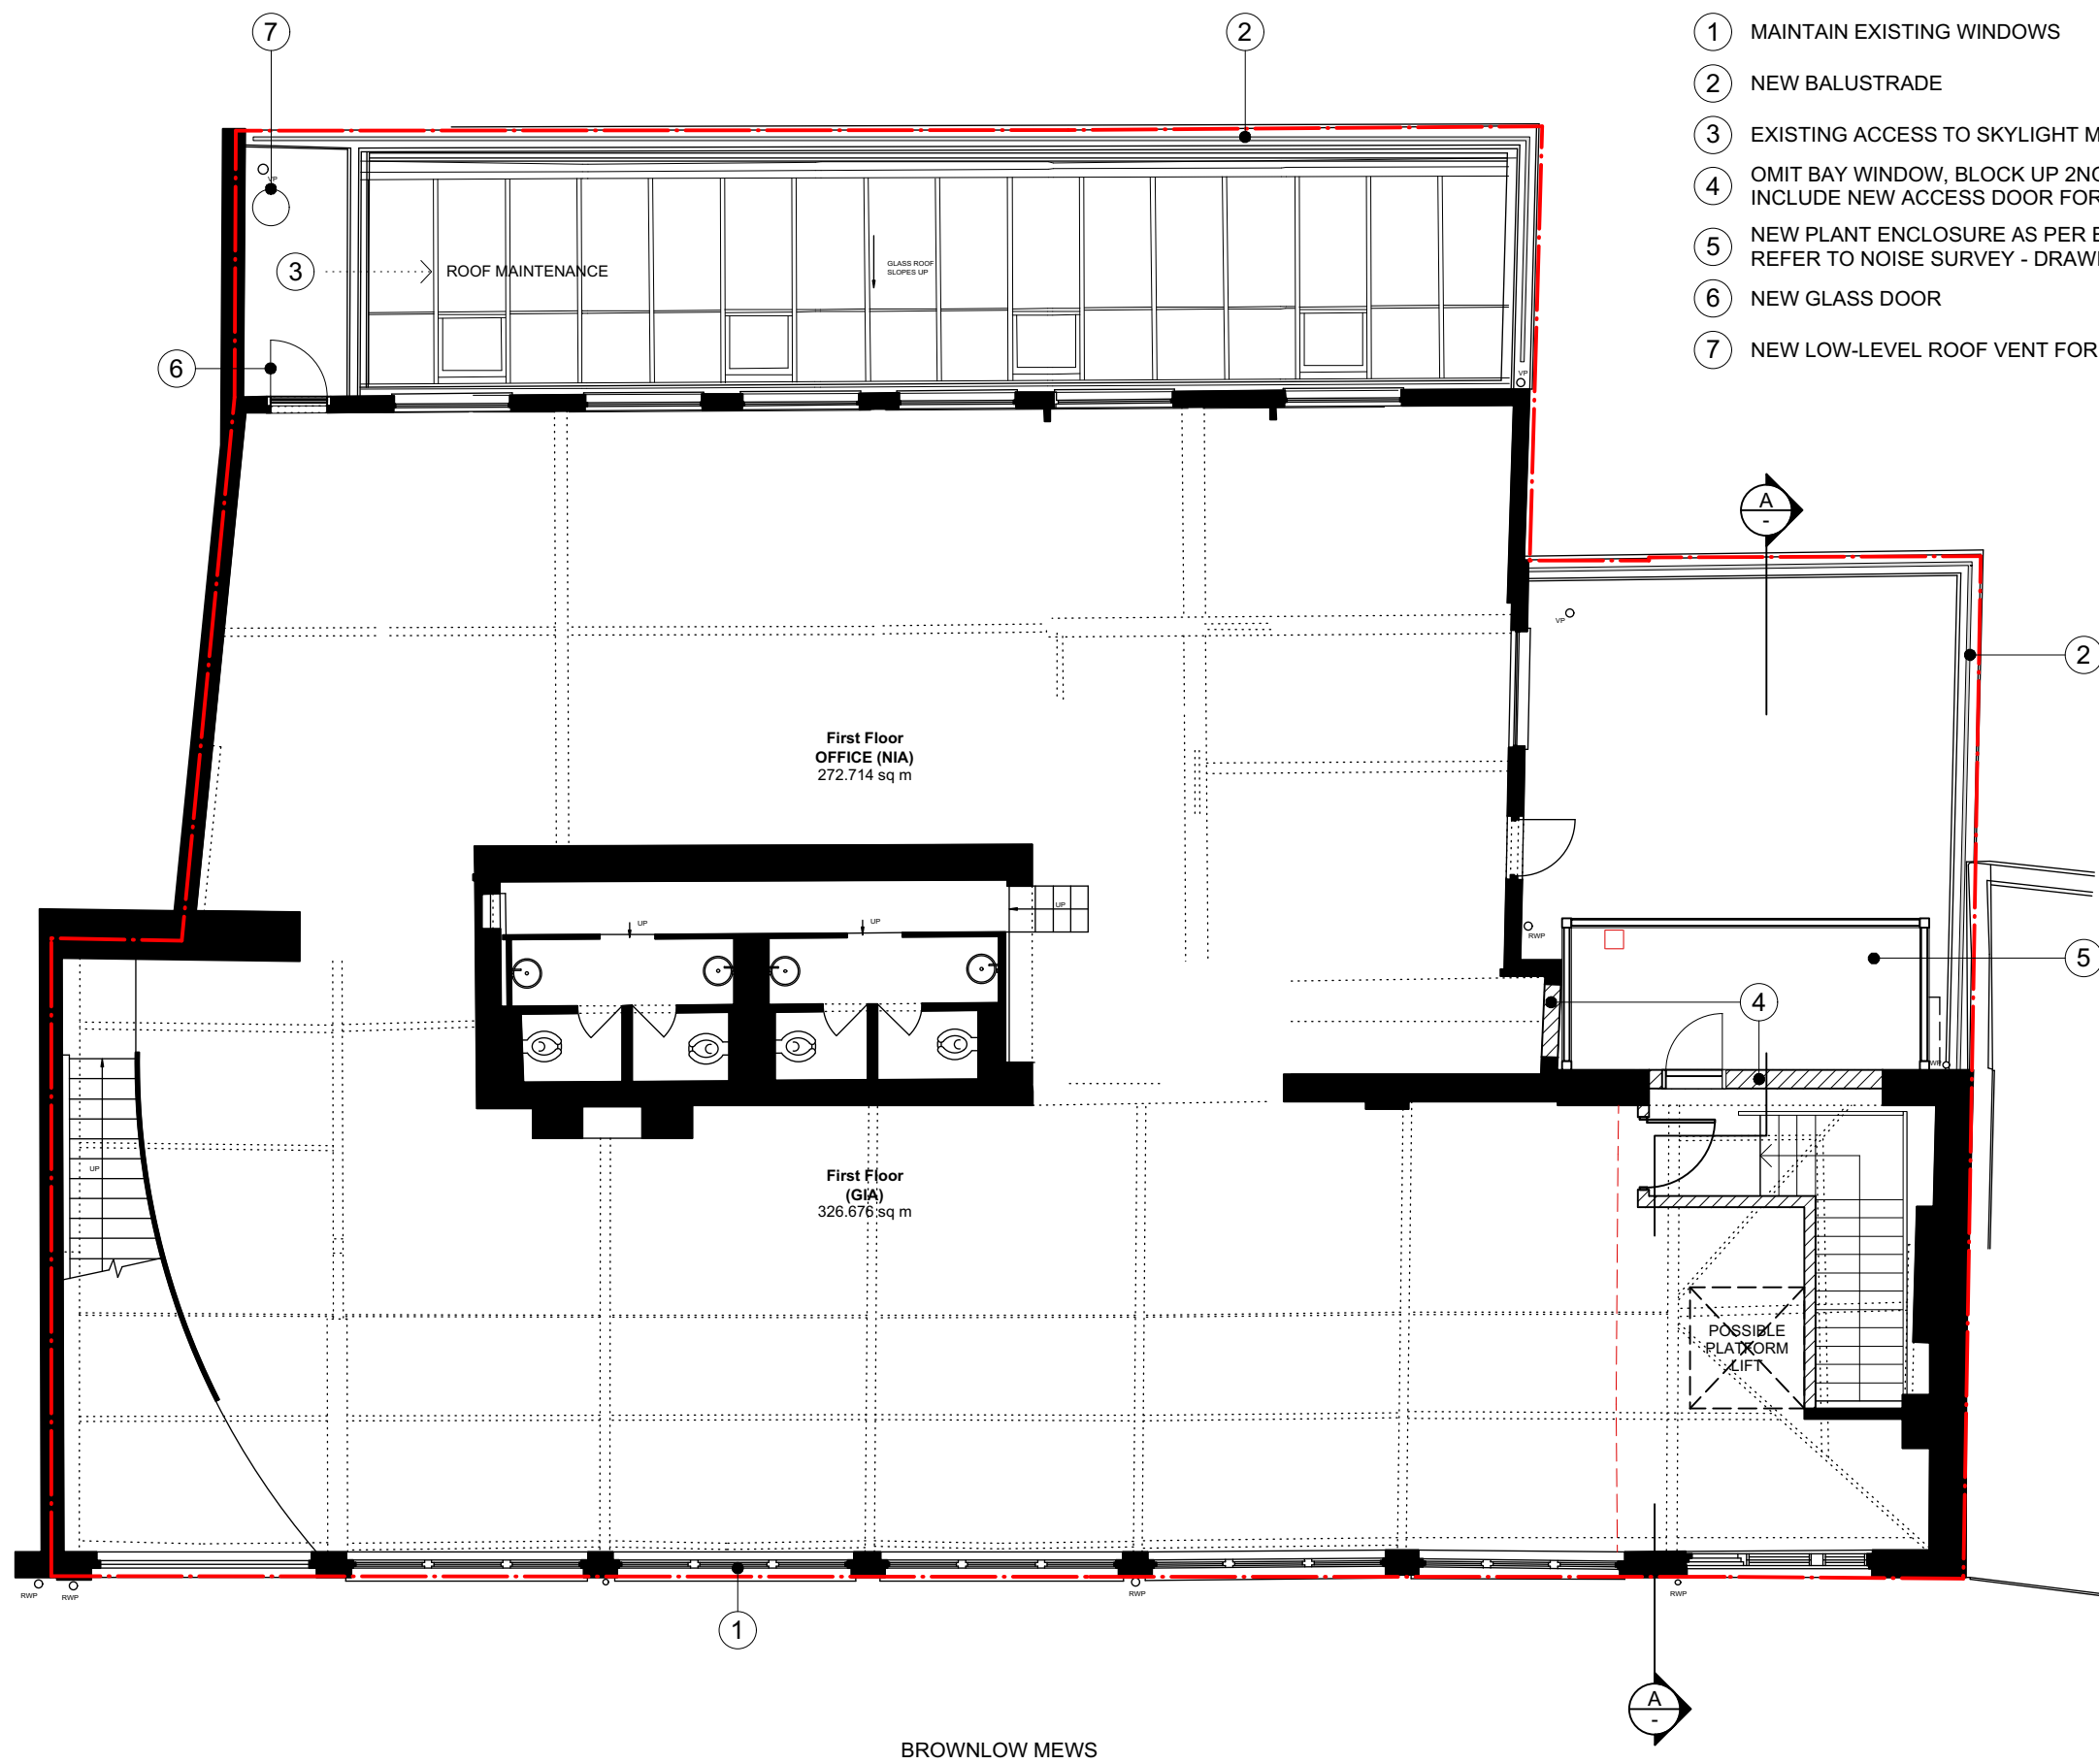 7
2
1 MAINTAIN EXISTING WINDOWS
2 NEW BALUSTRADE
3 EXISTING ACCESS TO SKYLIGHT
4 OMIT BAY WINDOW, BLOCK UP
INCLUDE NEW ACCESS DOOR FOR
5 NEW PLANT ENCLOSURE AS PER
REFER TO NOISE SURVEY -
6 NEW GLASS DOOR
7 NEW LOW-LEVEL ROOF VENT FOR
VP
3 ROOF MAINTENANCE
GLASS ROOF
SLOPES UP
6
VP
A
-
VP
2
First Floor
OFFICE (NIA)
272.714 sq m
UP
UP
UP
RWP
5
4
UP
First Floor
(GIA)
326.676 sq m
POSSIBLE
PLATFORM
LIFT
RWP
RWP
RWP
RWP
1
A
-
BROWNLOW MEWS